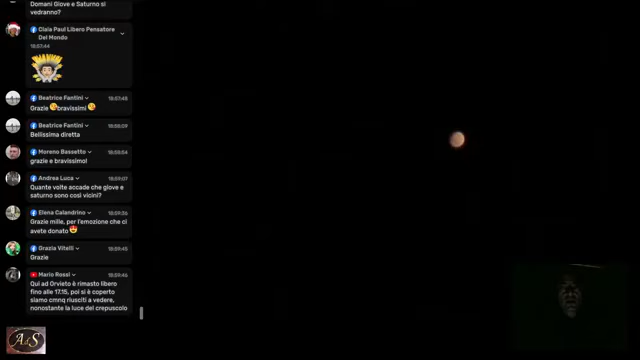 Domani Giove e Saturno si
vedranno?
Ciaia Paul Libero Pensatore
Del Mondo
18:57:44
Beatrice Fantini
18:57:48
Grazie bravissimi
Beatrice Fantini
18:58:09
Bellissima diretta
Moreno Bassetto
18:58:54
grazie e bravissimo!
Andrea Luca
18:59:07
Quante volte accade che giove e
saturno sono così vicini?
Elena Calandrino
18:59:36
Grazie mille, per l'emozione che ci
avete donato
Grazia Vitelli
18:59:45
Grazie
Mario Rossi
18:59:46
Qui ad Orvieto è rimasto libero
fino alle 17.15, poi si è coperto
siamo cmnq riusciti a vedere,
nonostante la luce del crepuscolo
AdS